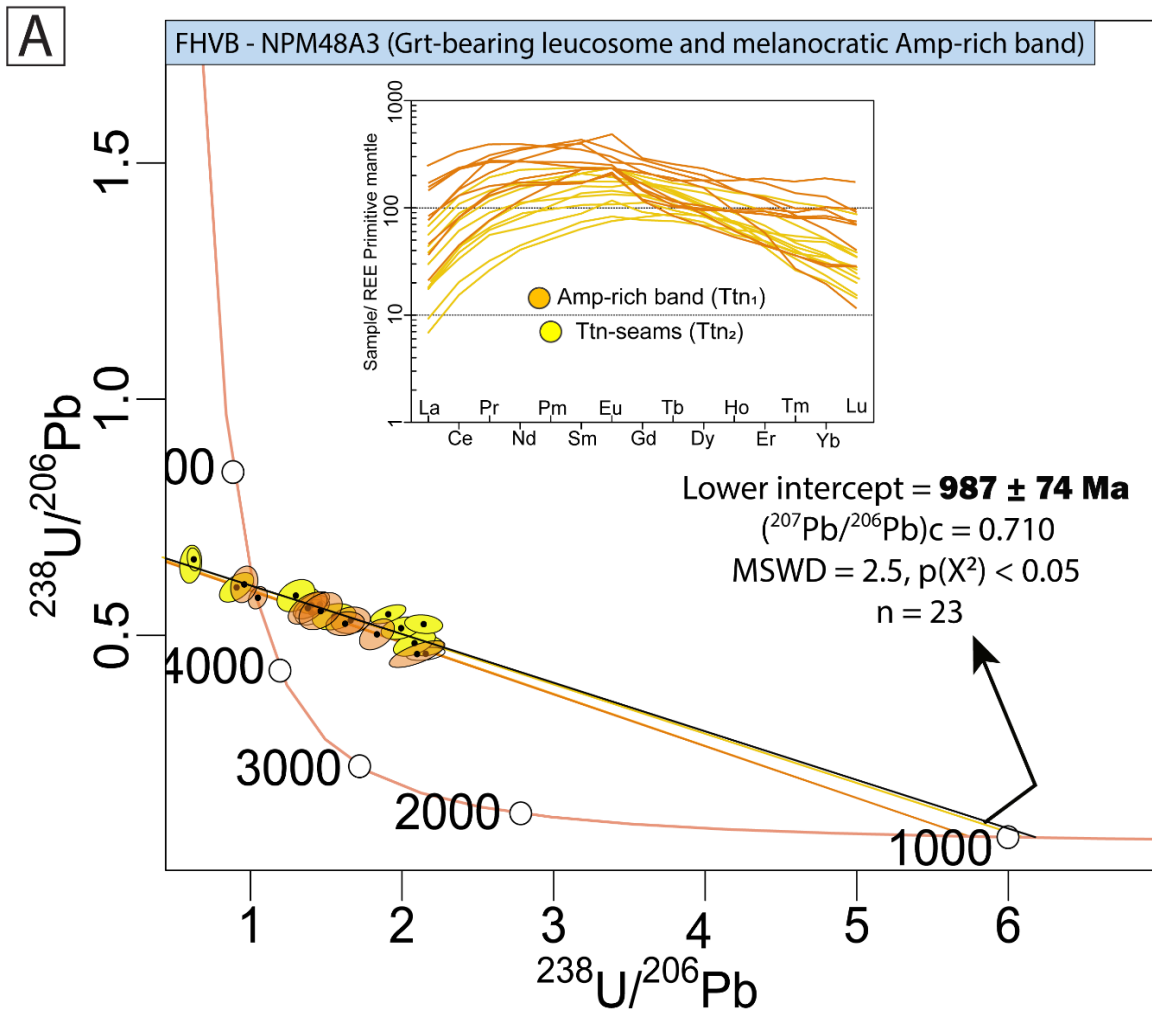 A
FHVB - NPM48A3 (Grt-bearing leucosome and melanocratic Amp-rich band)
1.5
1.0
0.5
²³⁸U/²⁰⁶Pb
1000
100
10
1
Sample/ REE Primitive mantle
Amp-rich band (Ttn₁)
Ttn-seams (Ttn₂)
La Pr Pm Eu Tb Ho Tm Lu
Ce Nd Sm Gd Dy Er Yb
Lower intercept = 987 ± 74 Ma
(²⁰⁷Pb/²⁰⁶Pb)c = 0.710
MSWD = 2.5, p(X²) < 0.05
n = 23
00
4000
3000
2000
1000
1 2 3 4 5 6
²³⁸U/²⁰⁶Pb